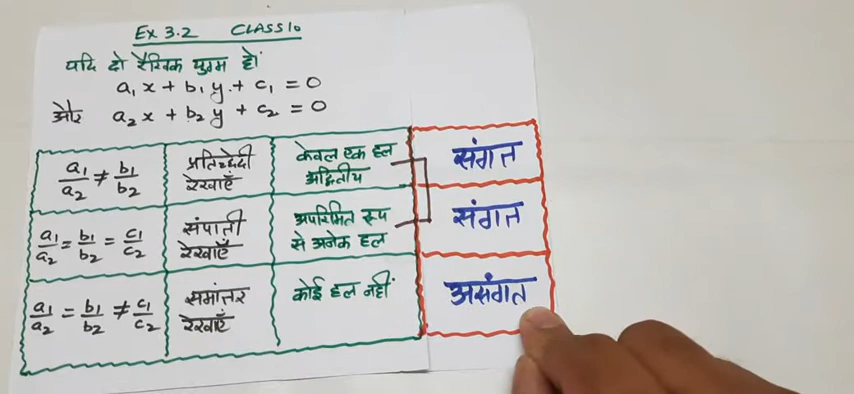 Ex 3.2 CLASS 10
यदि दो रैखिक युग्म हों
a₁x + b₁y + c₁ = 0
और a₂x + b₂y + c₂ = 0
a₁/a₂ ≠ b₁/b₂
प्रतिच्छेदी
रेखाएँ
केवल एक हल
अद्वितीय
संगत
a₁/a₂ = b₁/b₂ = c₁/c₂
संपाती
रेखाएँ
अपरिमित रूप
से अनेक हल
संगत
a₁/a₂ = b₁/b₂ ≠ c₁/c₂
समांतर
रेखाएँ
कोई हल नहीं
असंगत